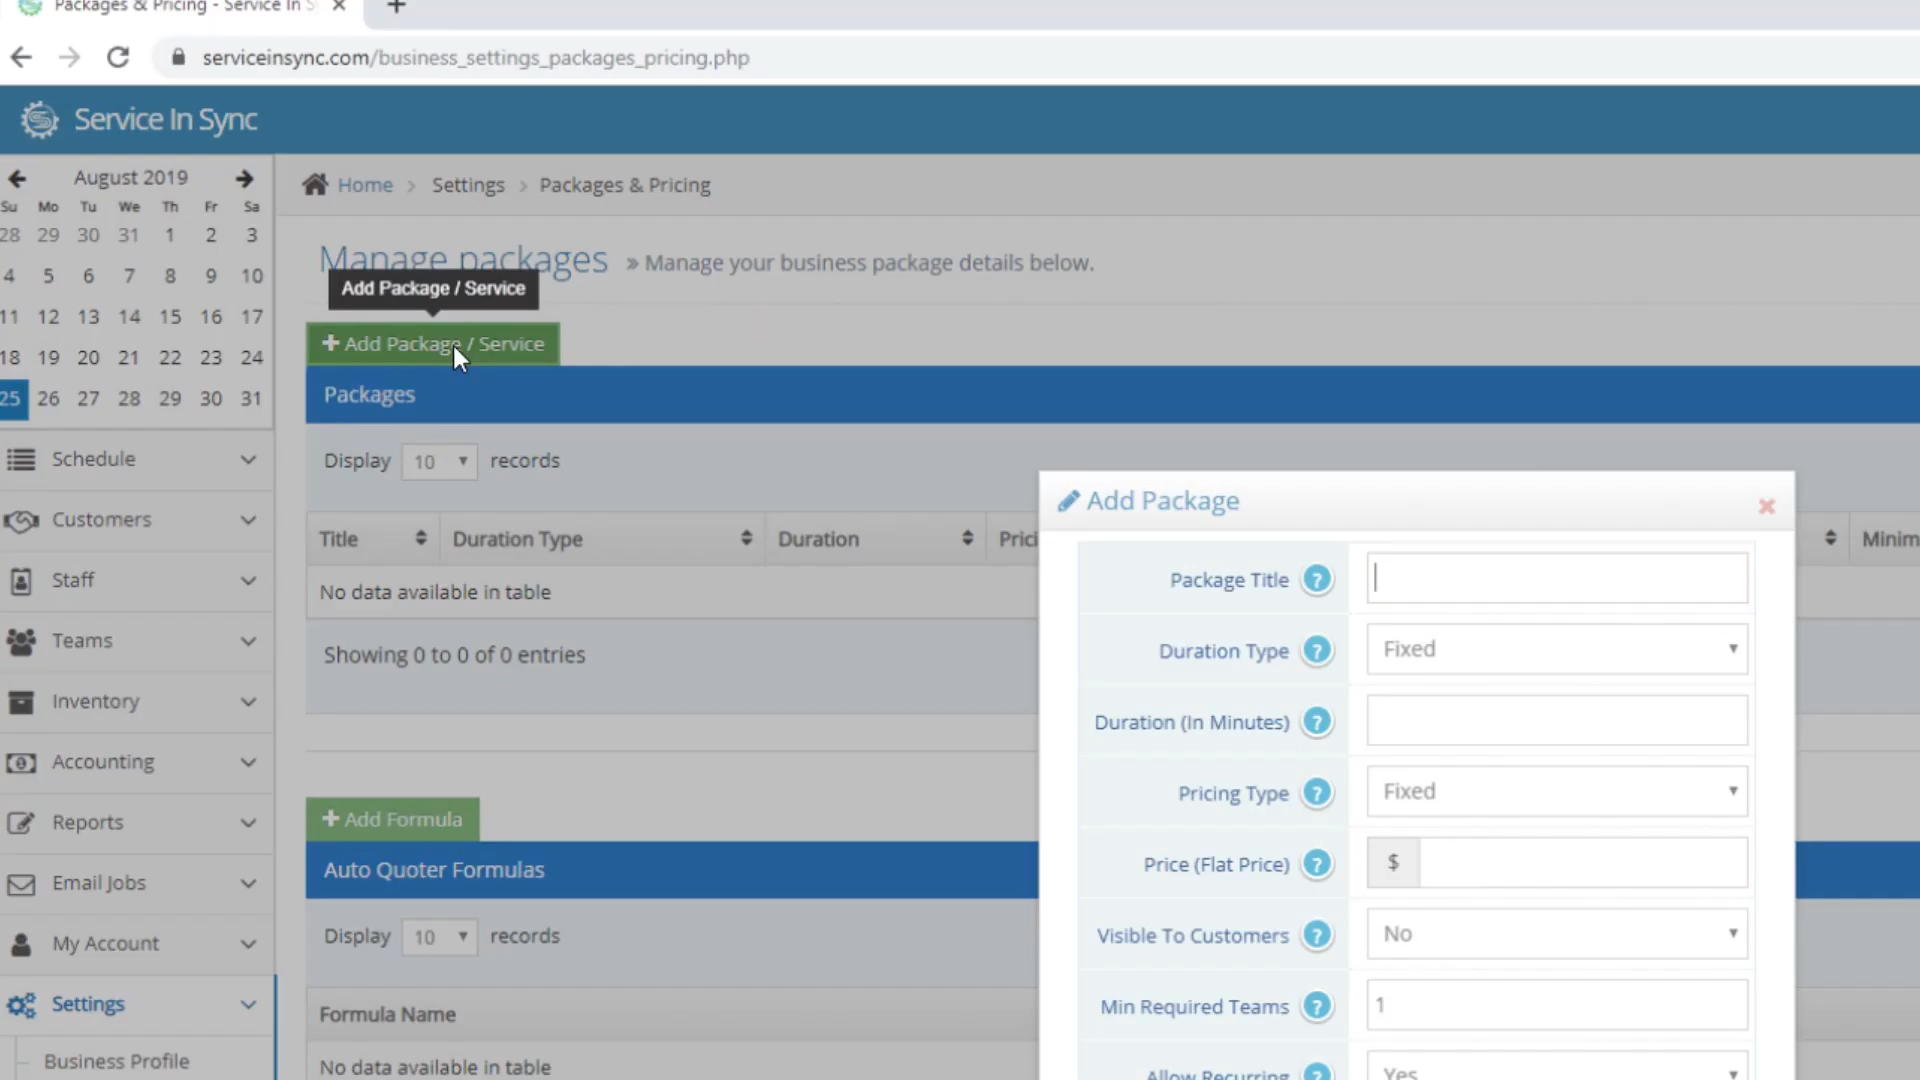 Packages & Pricing - Service In S
serviceinsync.com/business_settings_packages_pricing.php
Service In Sync
August 2019
Su Mo Tu We Th Fr Sa
28 29 30 31 1 2 3
4 5 6 7 8 9 10
11 12 13 14 15 16 17
18 19 20 21 22 23 24
25 26 27 28 29 30 31
Schedule
Customers
Staff
Teams
Inventory
Accounting
Reports
Email Jobs
My Account
Settings
Business Profile
Home > Settings > Packages & Pricing
Manage packages » Manage your business package details below.
Add Package / Service
+ Add Package / Service
Packages
Display 10 records
Title Duration Type Duration Prici Minim
No data available in table
Showing 0 to 0 of 0 entries
+ Add Formula
Auto Quoter Formulas
Display 10 records
Formula Name
No data available in table
Add Package
Package Title ?
Duration Type ? Fixed
Duration (In Minutes) ?
Pricing Type ? Fixed
Price (Flat Price) ? $
Visible To Customers ? No
Min Required Teams ? 1
Allow Recurring ? Yes